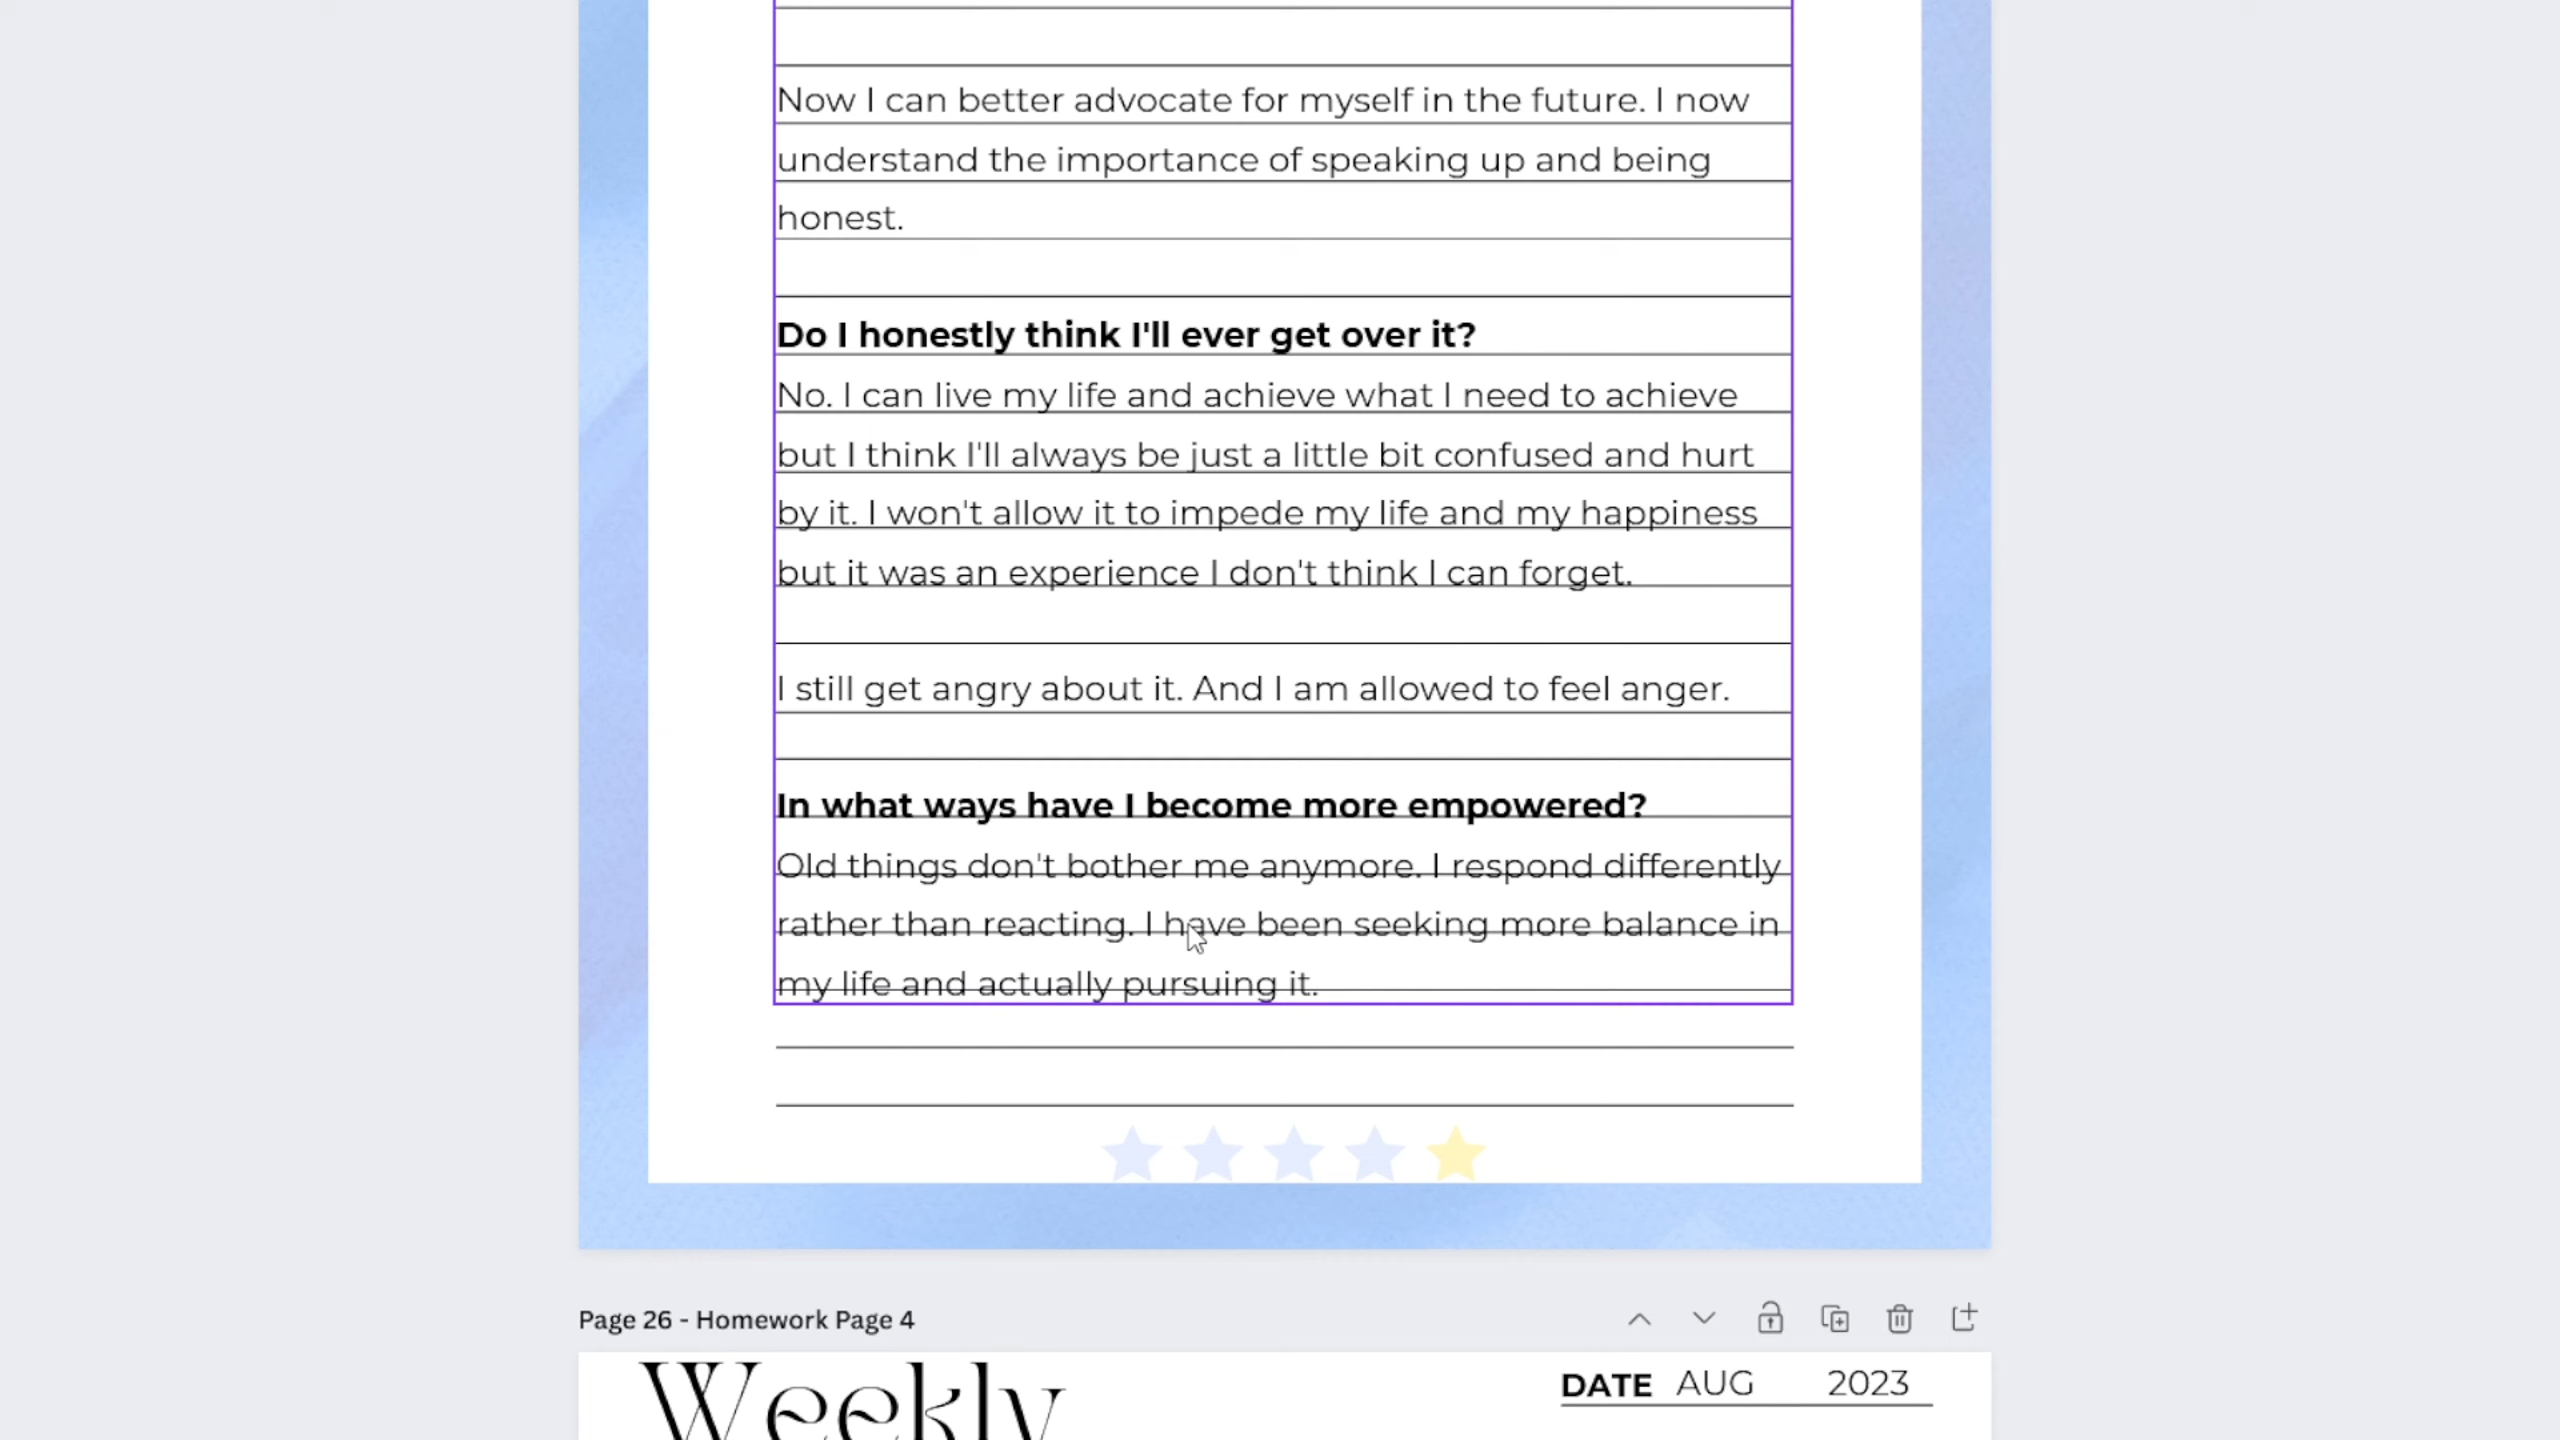 Now I can better advocate for myself in the future. I now
understand the importance of speaking up and being
honest.
Do I honestly think I'll ever get over it?
No. I can live my life and achieve what I need to achieve
but I think I'll always be just a little bit confused and hurt
by it. I won't allow it to impede my life and my happiness
but it was an experience I don't think I can forget.
I still get angry about it. And I am allowed to feel anger.
In what ways have I become more empowered?
Old things don't bother me anymore. I respond differently
rather than reacting. I have been seeking more balance in
my life and actually pursuing it.
Page 26 - Homework Page 4
Weekly
DATE AUG 2023